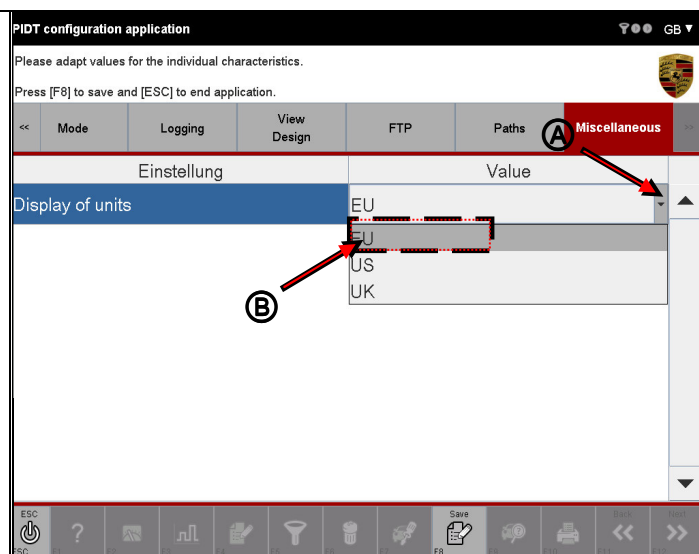 PIDT configuration application
GB
Please adapt values for the individual characteristics.
Press [F8] to save and [ESC] to end application.
<< Mode Logging View Design FTP Paths A Miscellaneous >>
Einstellung Value
Display of units EU
EU
US
UK
B
ESC Save Back Next
ESC F8